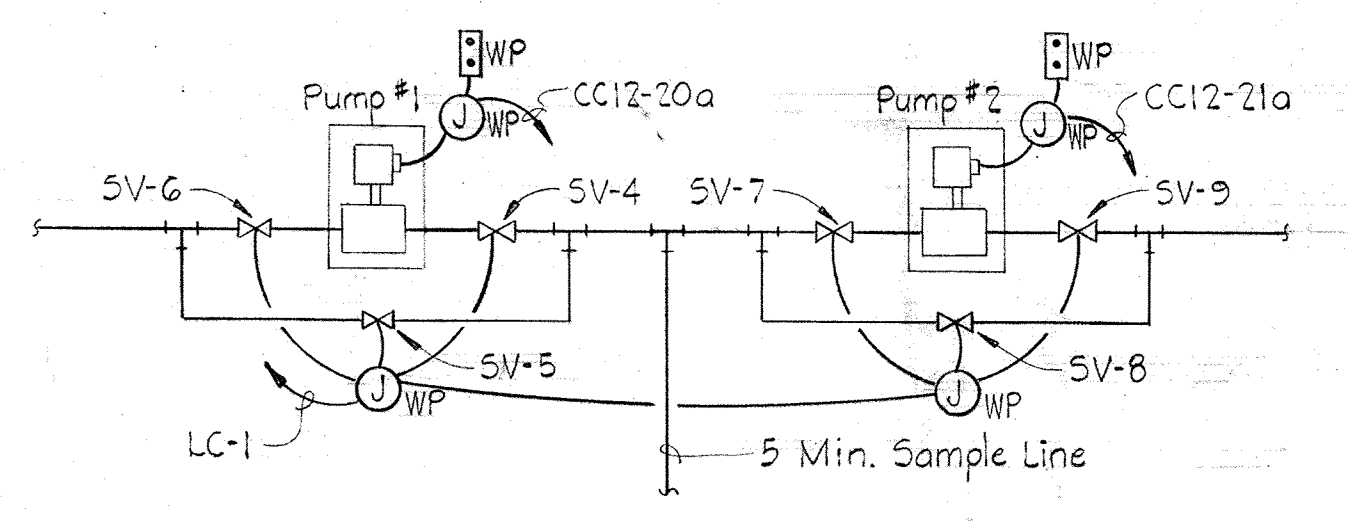 WP
WP
Pump #1
J
WP
CC12-20a
Pump #2
J
WP
CC12-21a
SV-6
SV-4
SV-7
SV-9
SV-5
SV-8
J
WP
J
WP
LC-1
5 Min. Sample Line